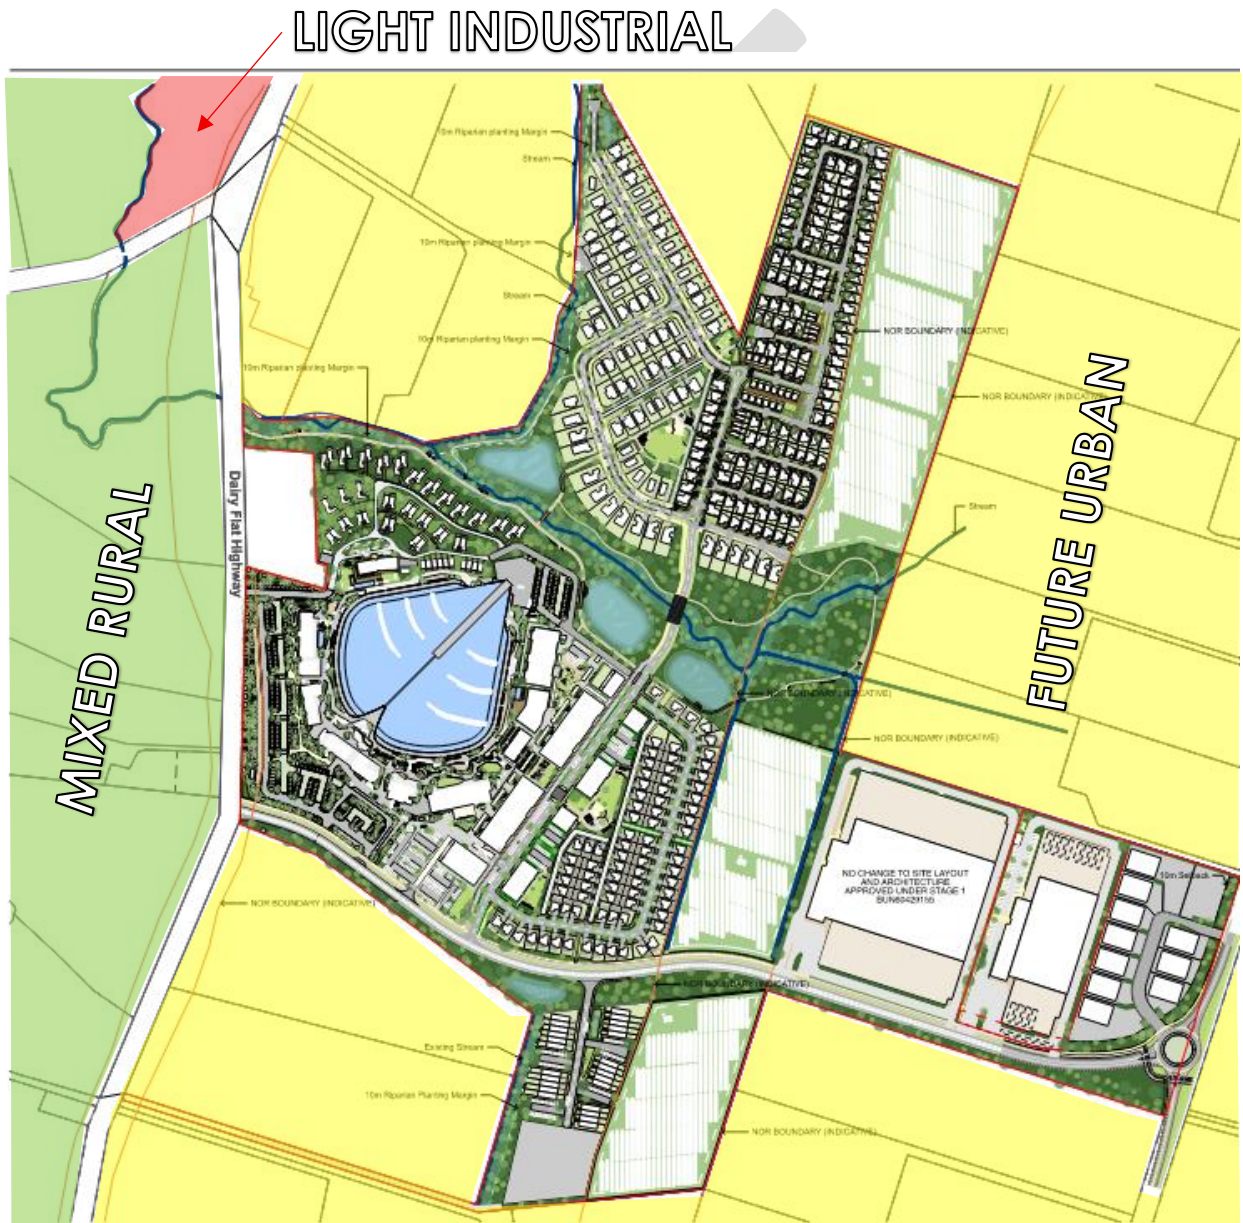 LIGHT INDUSTRIAL
10m Riparian planting Margin
Stream
10m Riparian planting Margin
Stream
10m Riparian planting Margin
10m Riparian planting Margin
NOR BOUNDARY (INDICATIVE)
NOR BOUNDARY (INDICATIVE)
FUTURE URBAN
MIXED RURAL
Dairy Flat Highway
Stream
NOR BOUNDARY (INDICATIVE)
NOR BOUNDARY (INDICATIVE)
NO CHANGE TO SITE LAYOUT
AND ARCHITECTURE
APPROVED UNDER STAGE 1
BUN60429155
10m Setback
NOR BOUNDARY (INDICATIVE)
NOR BOUNDARY (INDICATIVE)
Existing Stream
10m Riparian Planting Margin
NOR BOUNDARY (INDICATIVE)